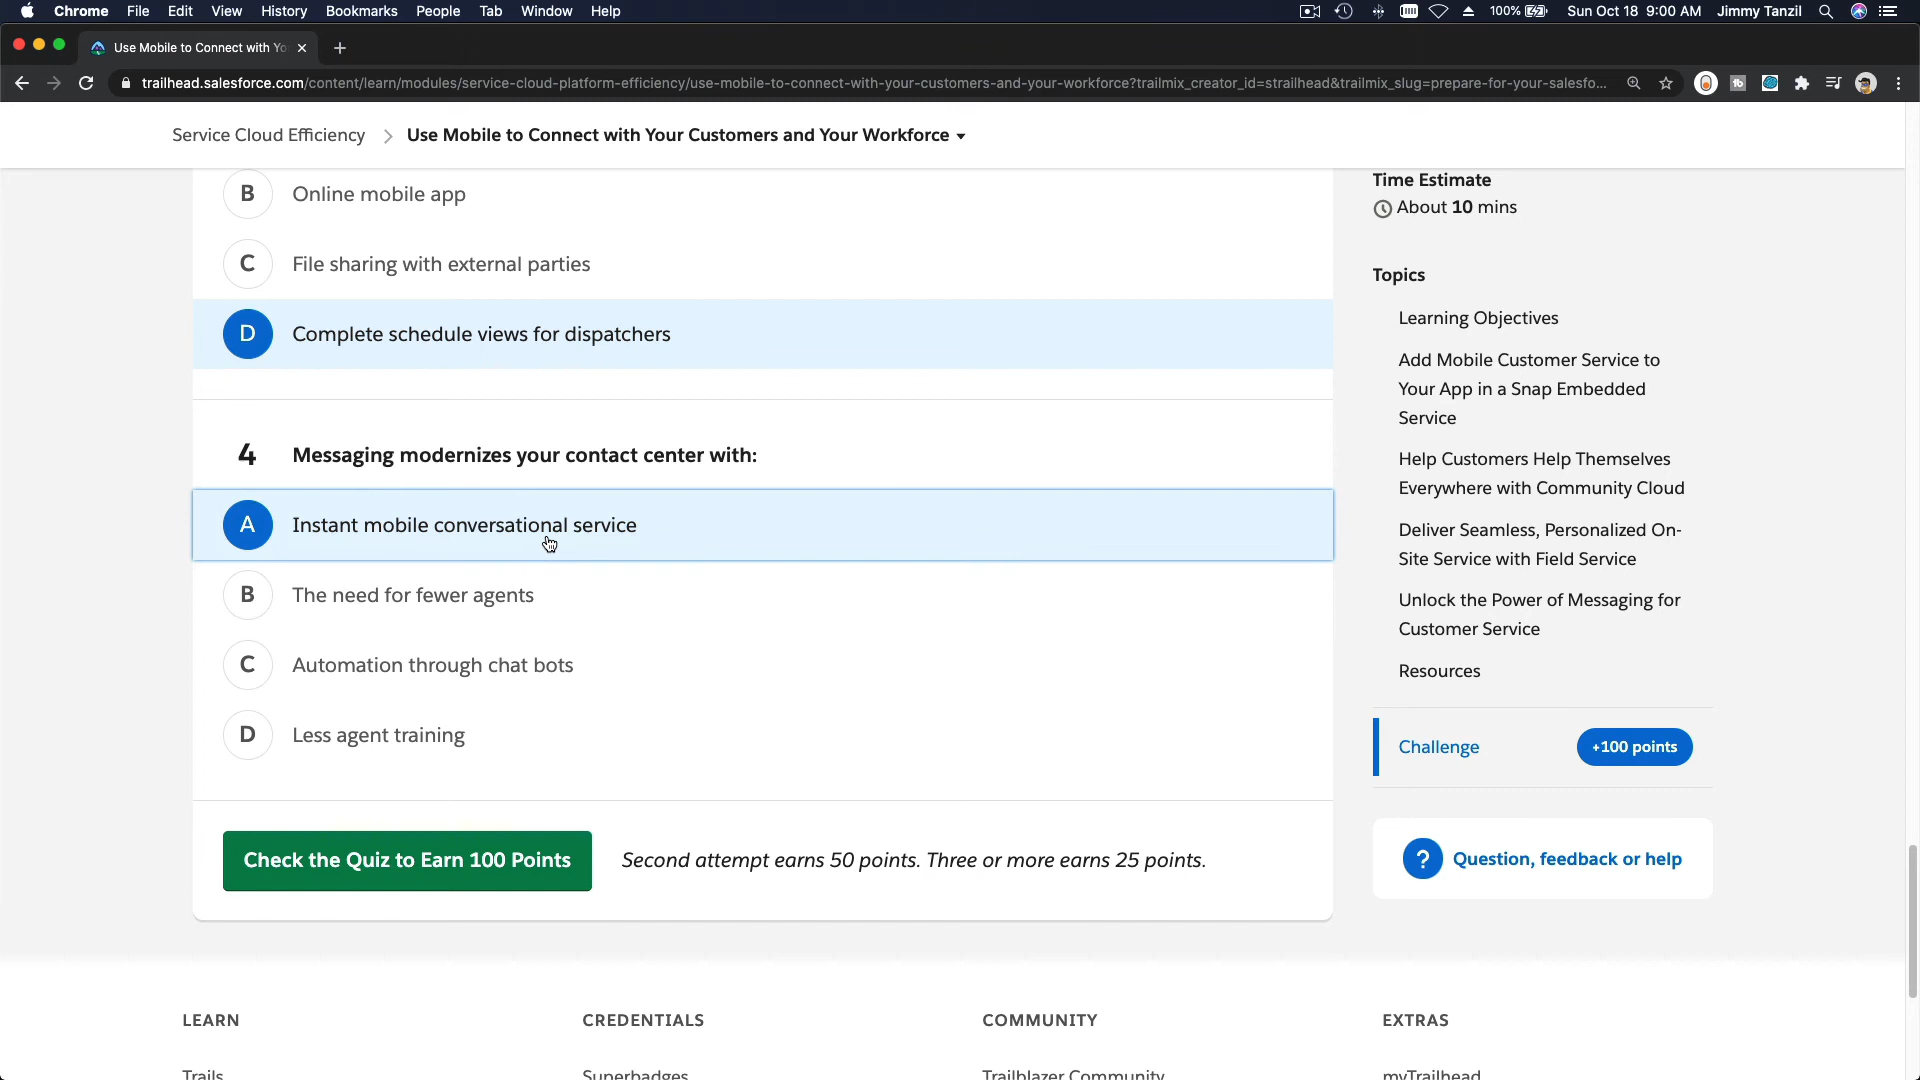 Chrome File Edit View History Bookmarks People Tab Window Help
100% Sun Oct 18 9:00 AM Jimmy Tanzil
Use Mobile to Connect with Yo
trailhead.salesforce.com/content/learn/modules/service-cloud-platform-efficiency/use-mobile-to-connect-with-your-customers-and-your-workforce?trailmix_creator_id=strailhead&trailmix_slug=prepare-for-your-salesfo...
Service Cloud Efficiency Use Mobile to Connect with Your Customers and Your Workforce
B Online mobile app
C File sharing with external parties
D Complete schedule views for dispatchers
4 Messaging modernizes your contact center with:
A Instant mobile conversational service
B The need for fewer agents
C Automation through chat bots
D Less agent training
Check the Quiz to Earn 100 Points
Second attempt earns 50 points. Three or more earns 25 points.
Time Estimate
About 10 mins
Topics
Learning Objectives
Add Mobile Customer Service to
Your App in a Snap Embedded
Service
Help Customers Help Themselves
Everywhere with Community Cloud
Deliver Seamless, Personalized On-
Site Service with Field Service
Unlock the Power of Messaging for
Customer Service
Resources
Challenge +100 points
? Question, feedback or help
LEARN CREDENTIALS COMMUNITY EXTRAS
Trails Superbadges Trailblazer Community myTrailhead